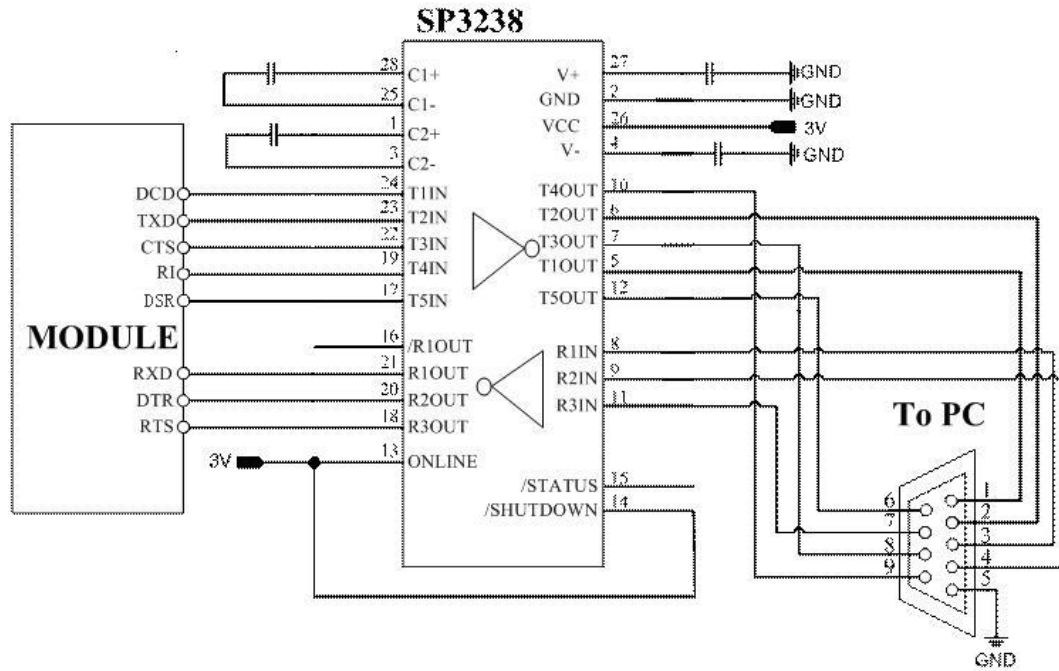 SP3238
28
C1+
25
C1-
1
C2+
3
C2-
24
T1IN
23
T2IN
22
T3IN
19
T4IN
17
T5IN
16
/R1OUT
21
R1OUT
20
R2OUT
18
R3OUT
13
ONLINE
27
V+
GND
2
GND
GND
26
VCC
3V
4
V-
GND
10
T4OUT
6
T2OUT
7
T3OUT
5
T1OUT
12
T5OUT
8
R1IN
9
R2IN
11
R3IN
15
/STATUS
14
/SHUTDOWN
DCD
TXD
CTS
RI
DSR
MODULE
RXD
DTR
RTS
3V
To PC
6
7
8
9
1
2
3
4
5
GND